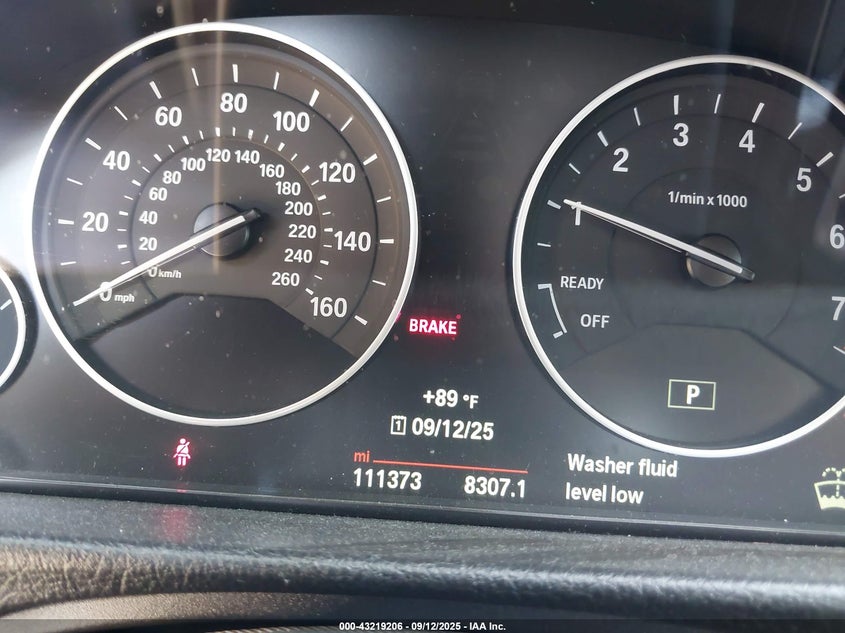 20
40
60
80
100
120
140
160
0 mph
0 km/h
20
40
60
80
100
120
140
160
180
200
220
240
260
BRAKE
+89 °F
1 09/12/25
mi
111373 8307.1
1
2
3
4
5
6
7
1/min x 1000
READY
OFF
P
Washer fluid
level low
000-43219206 - 09/12/2025 - IAA Inc.